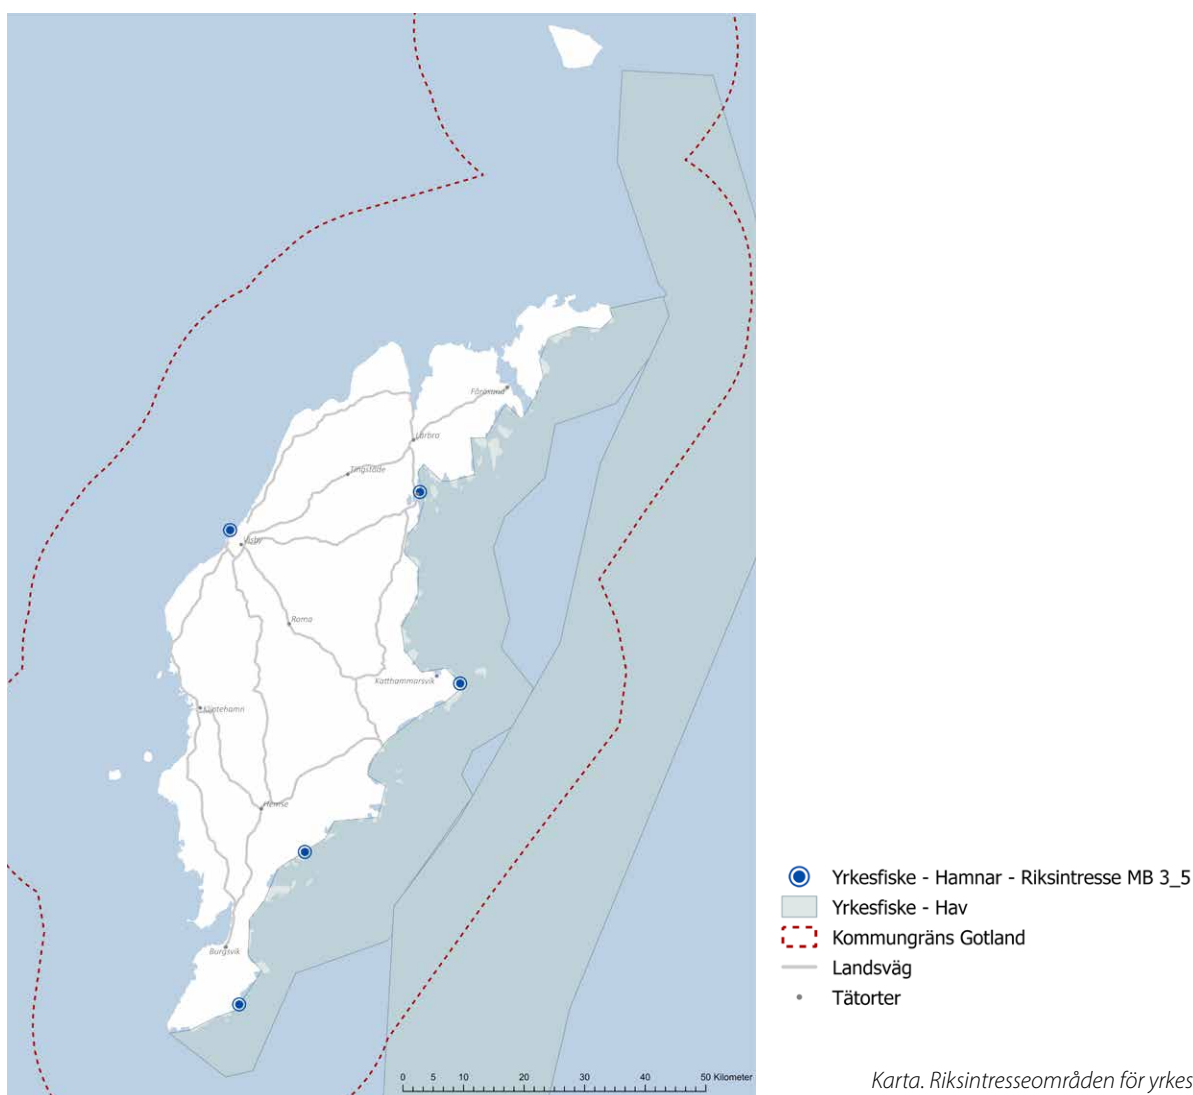 Fårösund
Lärbro
Tingstäde
Visby
Roma
Katthammarsvik
Klintehamn
Hemse
Burgsvik
0 5 10 20 30 40 50 Kilometer
Yrkesfiske - Hamnar - Riksintresse MB 3_5
Yrkesfiske - Hav
Kommungräns Gotland
Landsväg
Tätorter
Karta. Riksintresseområden för yrkes